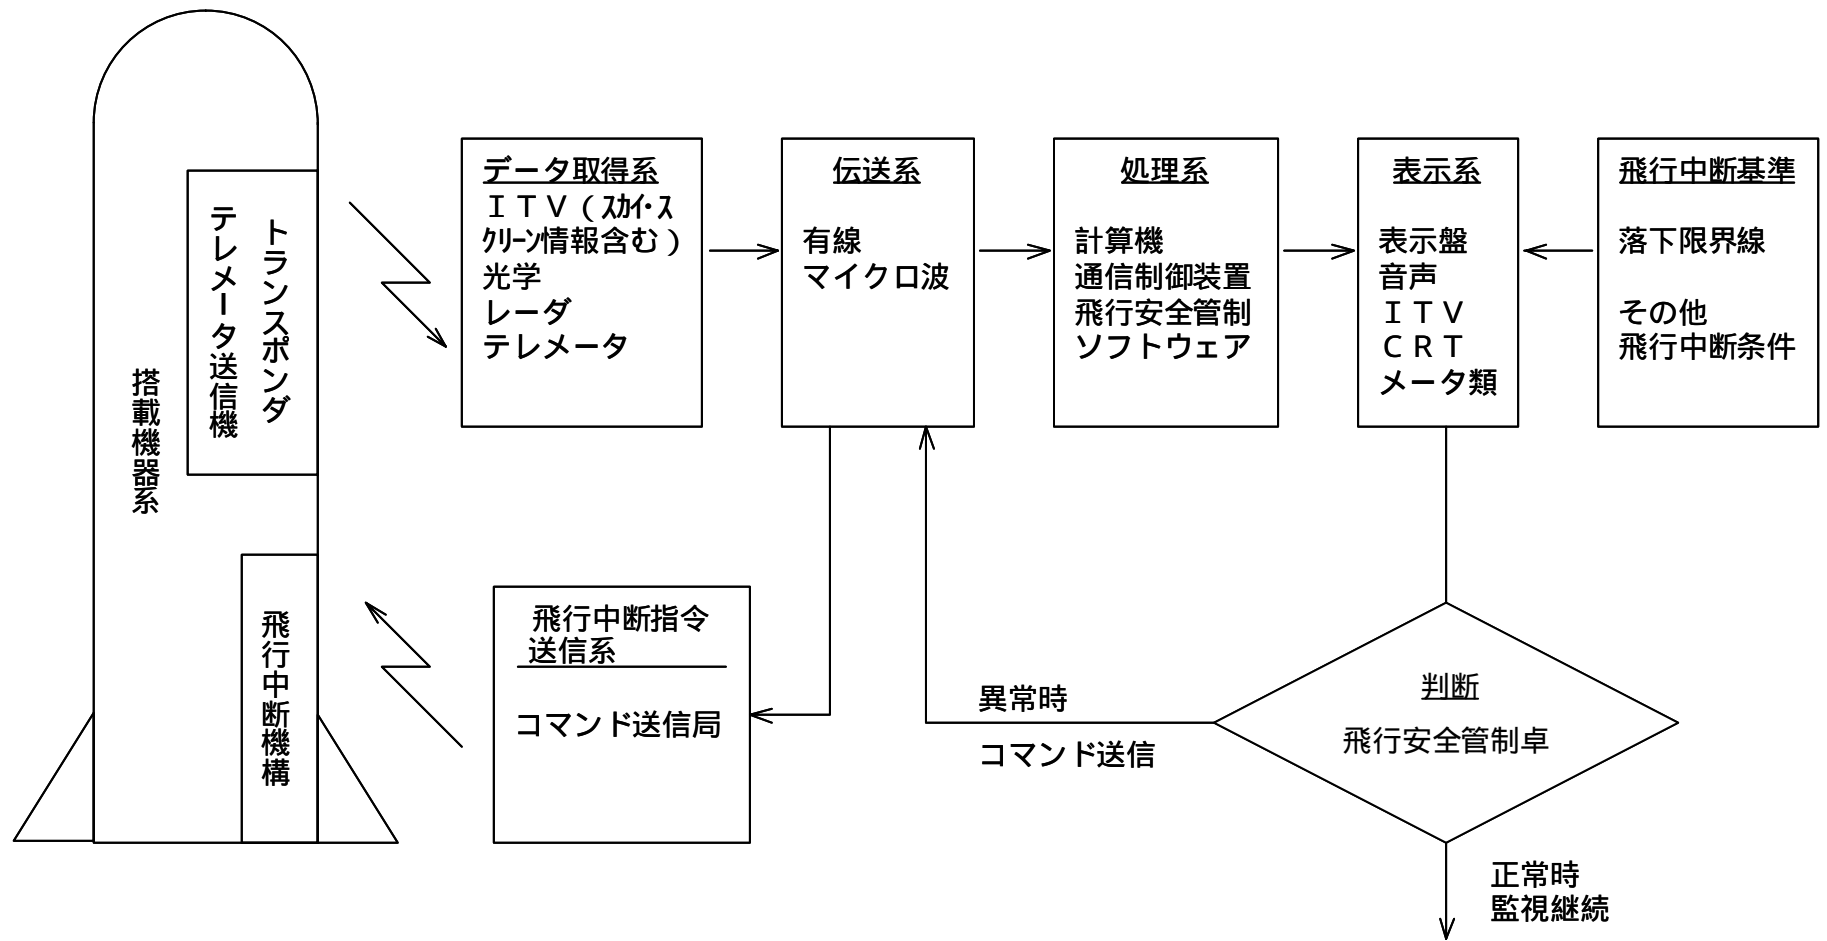 搭載機器系
テレメータ送信機
トランスポンダ
飛行中断機構
データ取得系
ＩＴＶ（ｽｶｲ･ｽ
ｸﾘｰﾝ情報含む）
光学
レーダ
テレメータ
伝送系
有線
マイクロ波
処理系
計算機
通信制御装置
飛行安全管制
ソフトウェア
表示系
表示盤
音声
ＩＴＶ
ＣＲＴ
メータ類
飛行中断基準
落下限界線
その他
飛行中断条件
飛行中断指令
送信系
コマンド送信局
異常時
コマンド送信
判断
飛行安全管制卓
正常時
監視継続